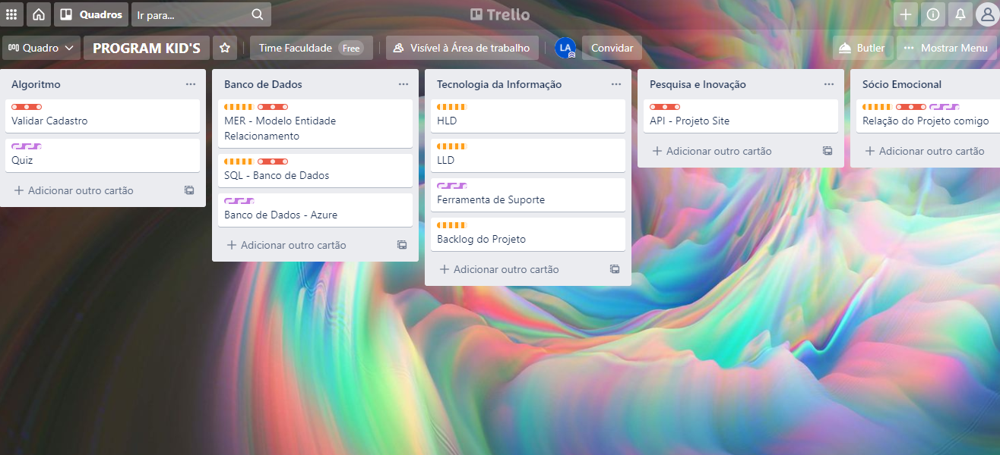 Quadros
Ir para...
Trello
Quadro
PROGRAM KID'S
Time Faculdade Free
Visível à Área de trabalho
LA
Convidar
Butler
Mostrar Menu
Algoritmo
Validar Cadastro
Quiz
Adicionar outro cartão
Banco de Dados
MER - Modelo Entidade
Relacionamento
SQL - Banco de Dados
Banco de Dados - Azure
Adicionar outro cartão
Tecnologia da Informação
HLD
LLD
Ferramenta de Suporte
Backlog do Projeto
Adicionar outro cartão
Pesquisa e Inovação
API - Projeto Site
Adicionar outro cartão
Sócio Emocional
Relação do Projeto comigo
Adicionar outro cartão